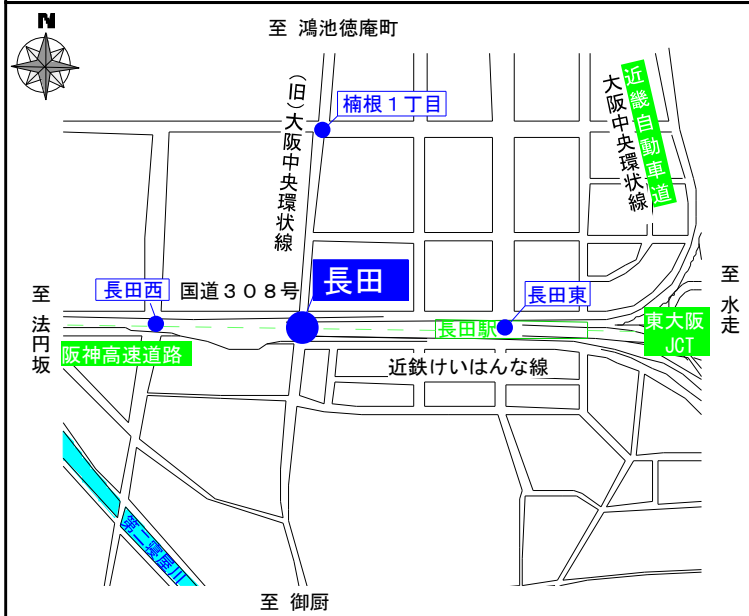 N
至 鴻池徳庵町
(旧)大阪中央環状線
楠根1丁目
近畿自動車道
大阪中央環状線
至 法円坂
長田西
国道308号
長田
長田東
至 水走
長田駅
東大阪
JCT
阪神高速道路
近鉄けいはんな線
第二寝屋川
至 御厨